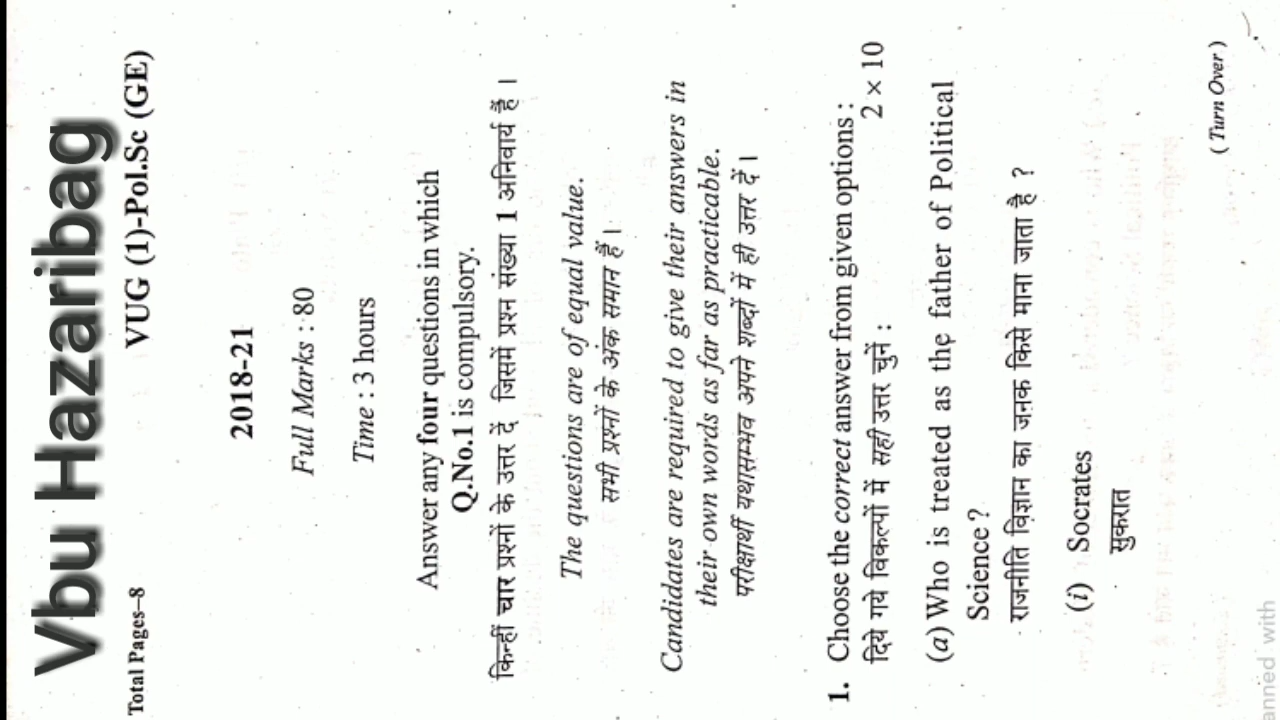 Vbu Hazaribag
Total Pages–8
VUG (1)-Pol.Sc (GE)
2018-21
Full Marks : 80
Time : 3 hours
Answer any four questions in which
Q.No.1 is compulsory.
किन्हीं चार प्रश्नों के उत्तर दें जिसमें प्रश्न संख्या 1 अनिवार्य हैं ।
The questions are of equal value.
सभी प्रश्नों के अंक समान हैं ।
Candidates are required to give their answers in
their own words as far as practicable.
परीक्षार्थी यथासम्भव अपने शब्दों में ही उत्तर दें ।
1. Choose the correct answer from given options :
दिये गये विकल्पों में सही उत्तर चुनें : 2 × 10
(a) Who is treated as the father of Political
Science ?
राजनीति विज्ञान का जनक किसे माना जाता है ?
(i) Socrates
सुकरात
( Turn Over )
anned with